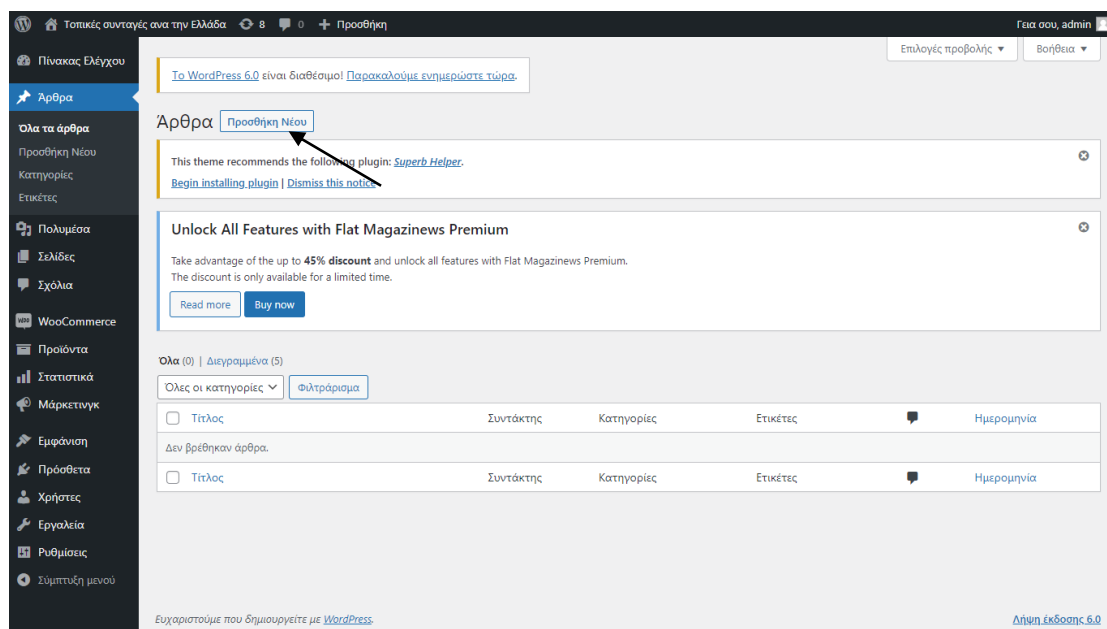 Τοπικές συνταγές ανα την Ελλάδα 8 0 + Προσθήκη Γεια σου, admin
Πίνακας Ελέγχου
Άρθρα
Όλα τα άρθρα
Προσθήκη Νέου
Κατηγορίες
Ετικέτες
Πολυμέσα
Σελίδες
Σχόλια
WooCommerce
Προϊόντα
Στατιστικά
Μάρκετινγκ
Εμφάνιση
Πρόσθετα
Χρήστες
Εργαλεία
Ρυθμίσεις
Σύμπτυξη μενού
Επιλογές προβολής ▼ Βοήθεια ▼
Το WordPress 6.0 είναι διαθέσιμο! Παρακαλούμε ενημερώστε τώρα.
Άρθρα Προσθήκη Νέου
This theme recommends the following plugin: Superb Helper.
Begin installing plugin | Dismiss this notice
Unlock All Features with Flat Magazinews Premium
Take advantage of the up to 45% discount and unlock all features with Flat Magazinews Premium.
The discount is only available for a limited time.
Read more Buy now
Όλα (0) | Διεγραμμένα (5)
Όλες οι κατηγορίες Φιλτράρισμα
Τίτλος Συντάκτης Κατηγορίες Ετικέτες Ημερομηνία
Δεν βρέθηκαν άρθρα.
Τίτλος Συντάκτης Κατηγορίες Ετικέτες Ημερομηνία
Ευχαριστούμε που δημιουργείτε με WordPress. Λήψη έκδοσης 6.0